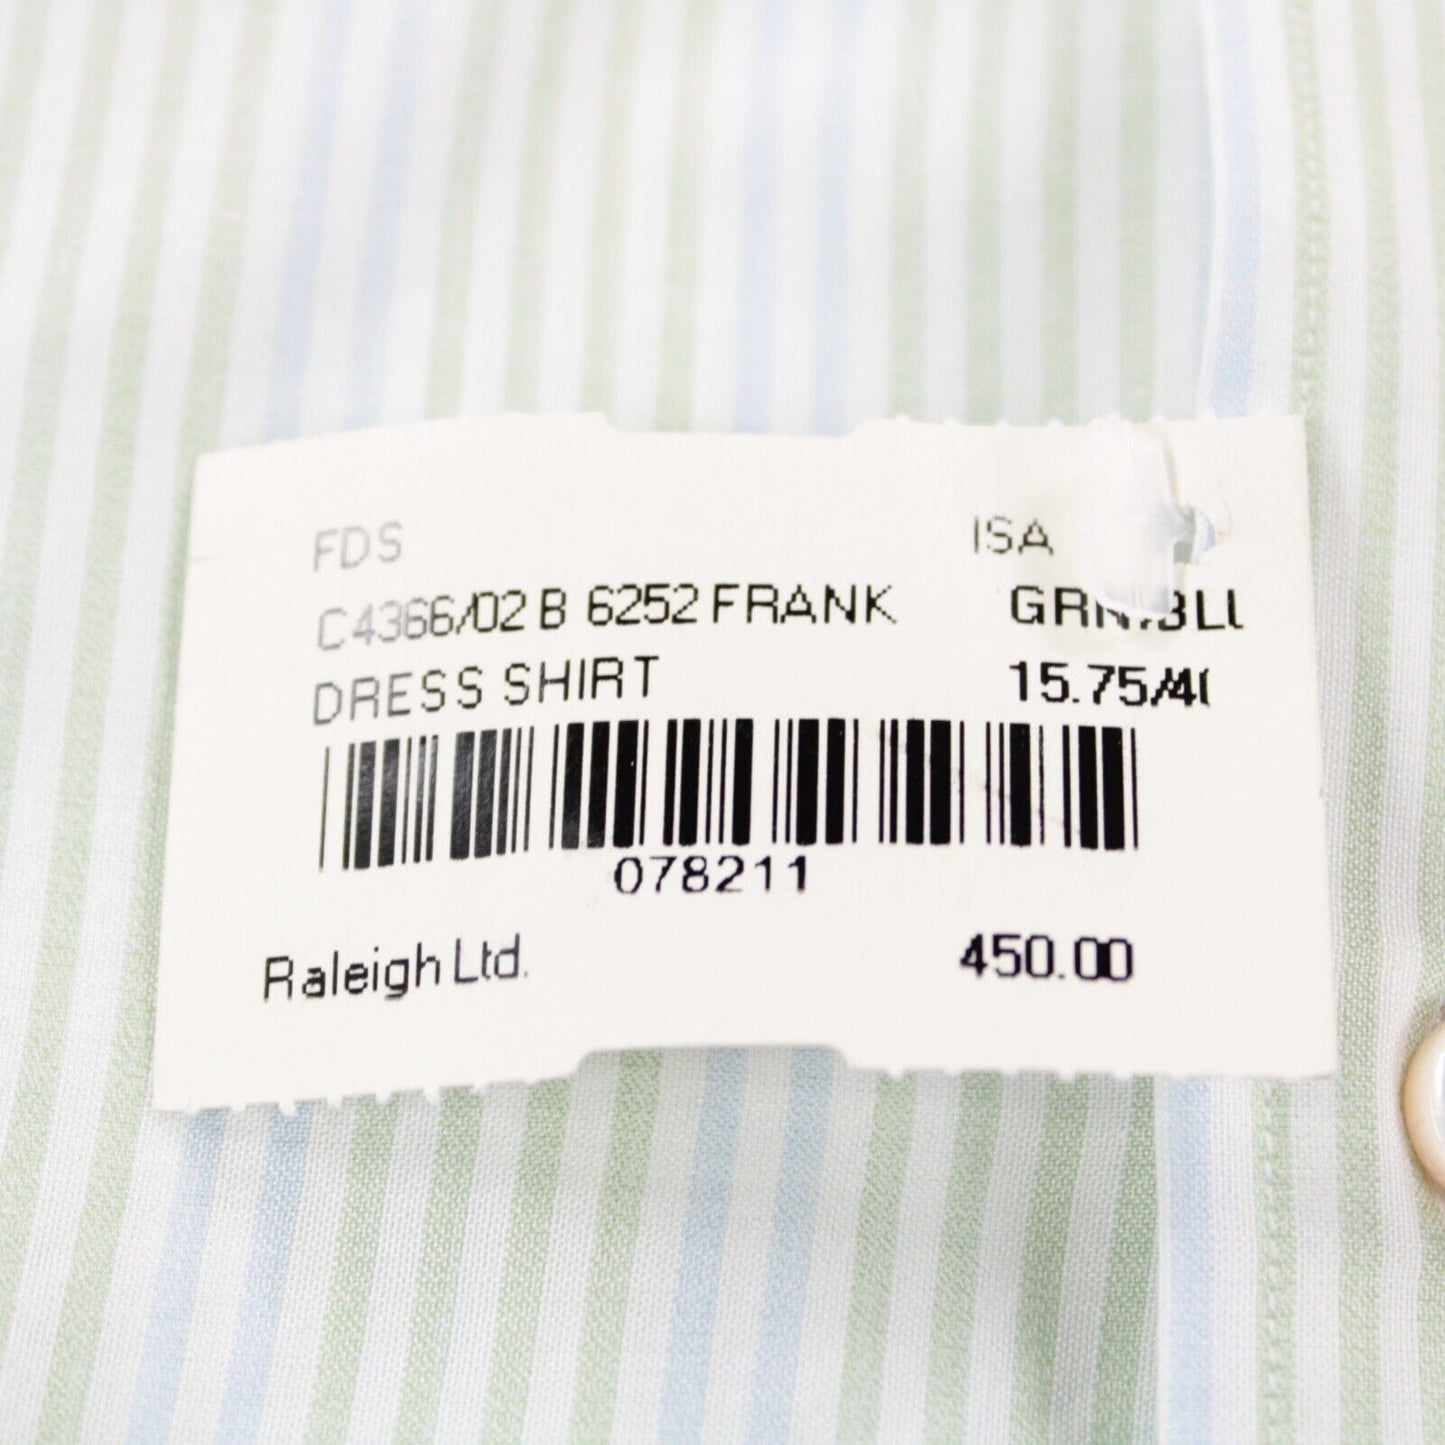 FDS ISA
C4366/02 B 6252 FRANK
DRESS SHIRT
078211
Raleigh Ltd. 450.00